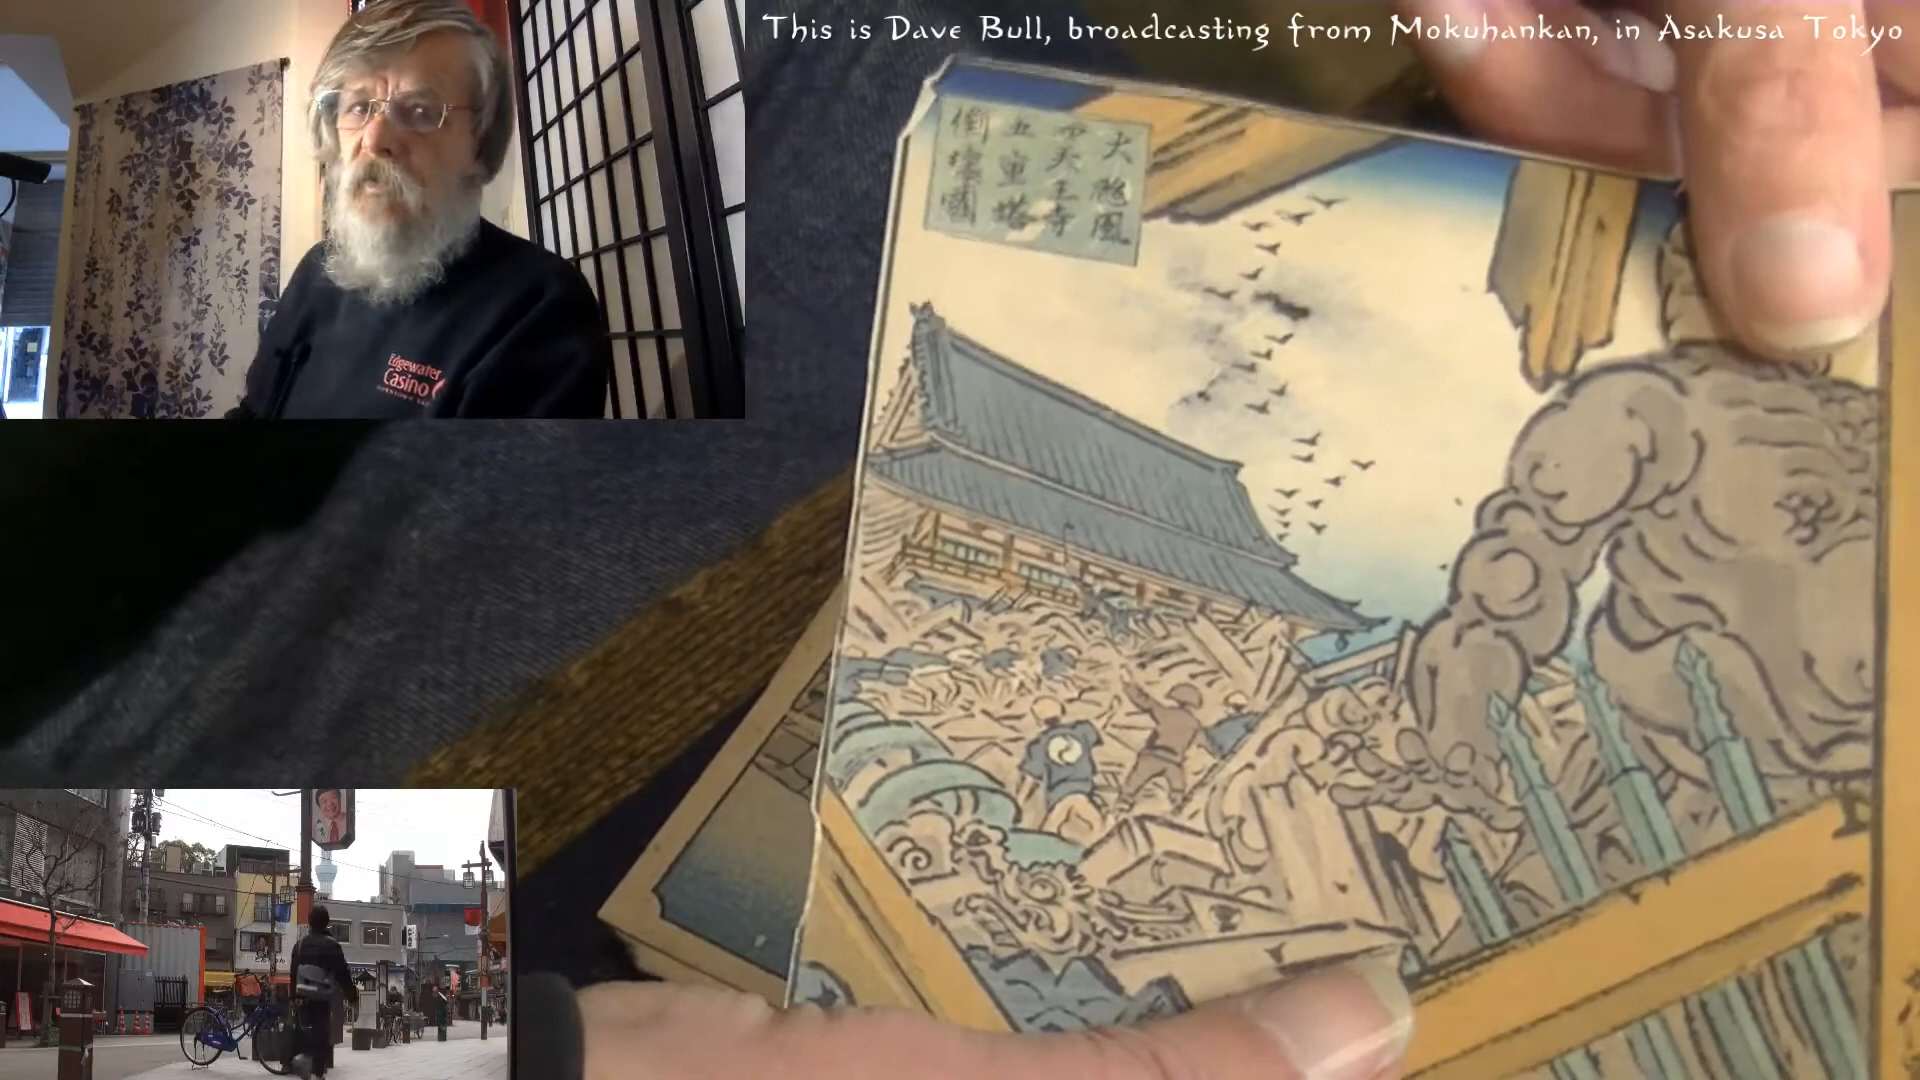 This is Dave Bull, broadcasting from Mokuhankan, in Asakusa Tokyo
Edgewater
Casino
大颱風
四天王寺
五重塔
倒壊圖